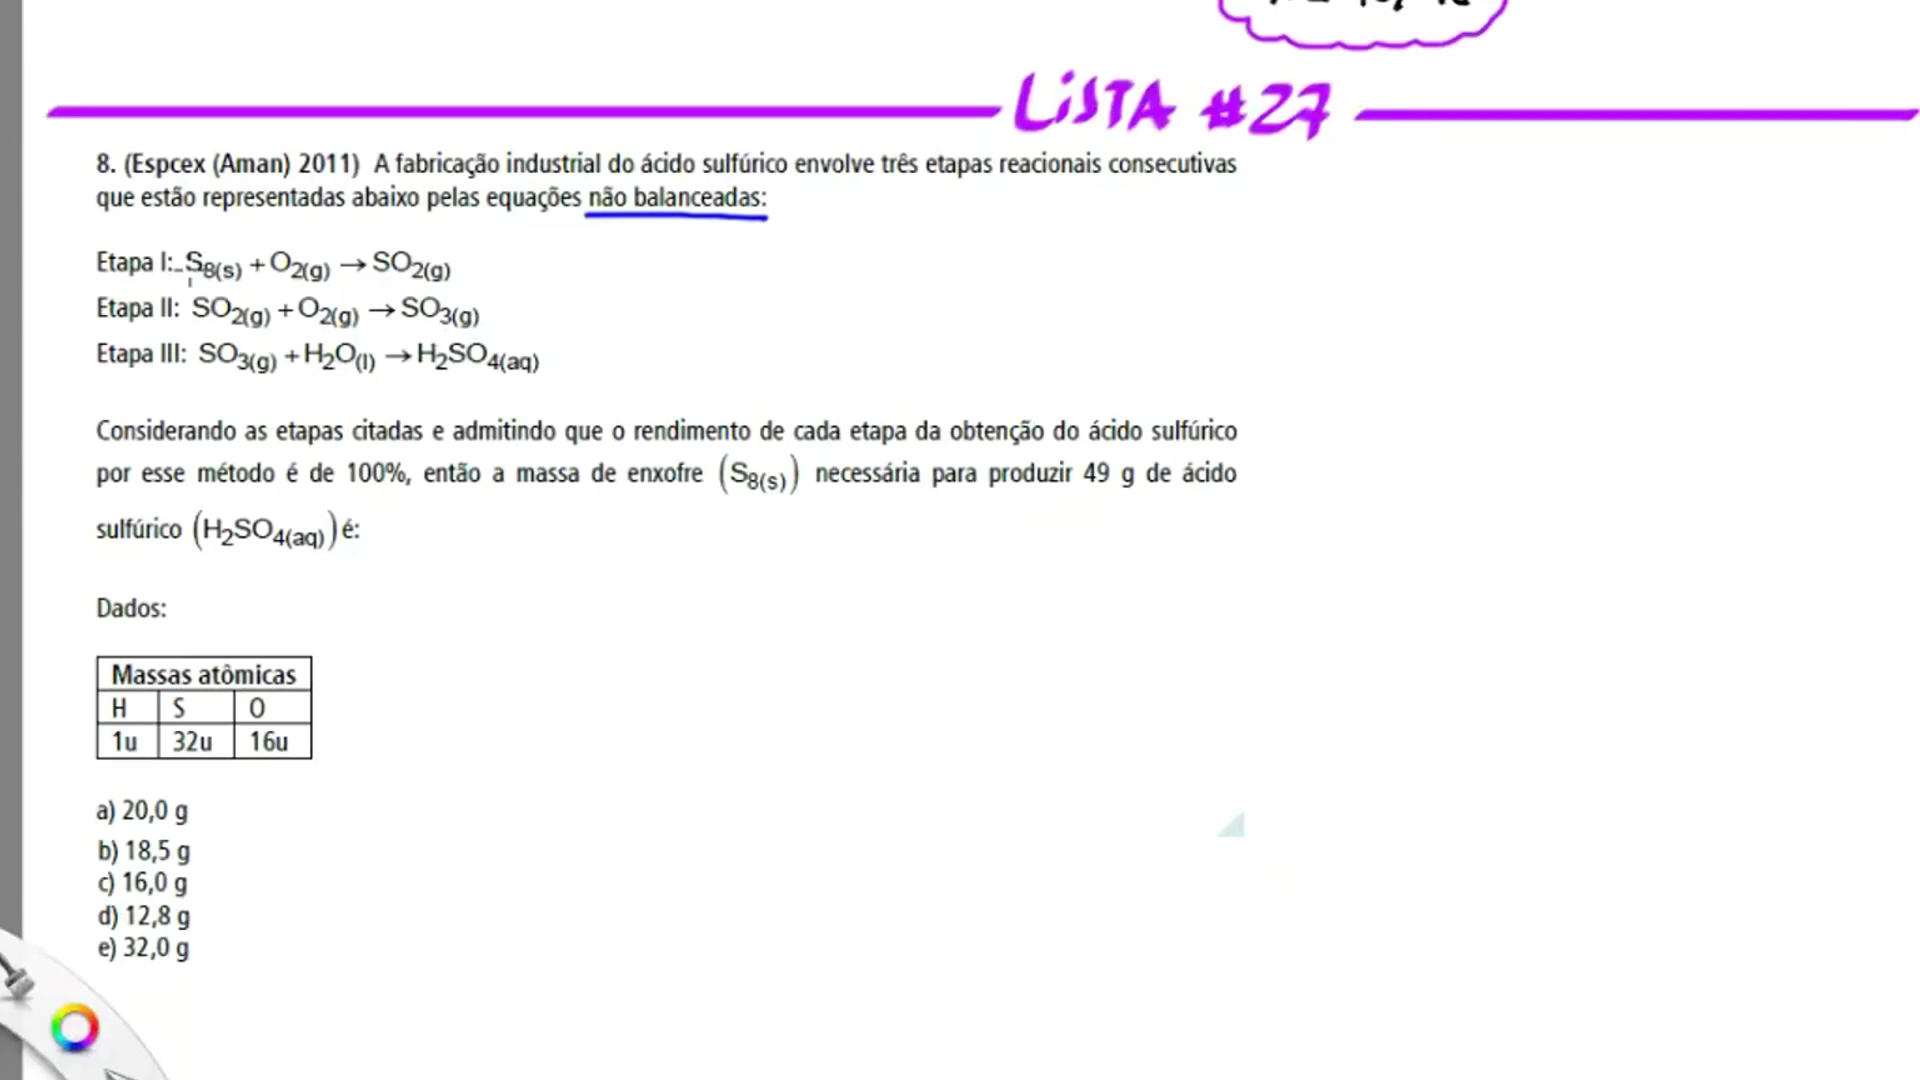 LiSTA #27
8. (Espcex (Aman) 2011) A fabricação industrial do ácido sulfúrico envolve três etapas reacionais consecutivas
que estão representadas abaixo pelas equações não balanceadas:
Etapa I: S8(s) + O2(g) → SO2(g)
Etapa II: SO2(g) + O2(g) → SO3(g)
Etapa III: SO3(g) + H2O(l) → H2SO4(aq)
Considerando as etapas citadas e admitindo que o rendimento de cada etapa da obtenção do ácido sulfúrico
por esse método é de 100%, então a massa de enxofre (S8(s)) necessária para produzir 49 g de ácido
sulfúrico (H2SO4(aq)) é:
Dados:
Massas atômicas
H S O
1u 32u 16u
a) 20,0 g
b) 18,5 g
c) 16,0 g
d) 12,8 g
e) 32,0 g